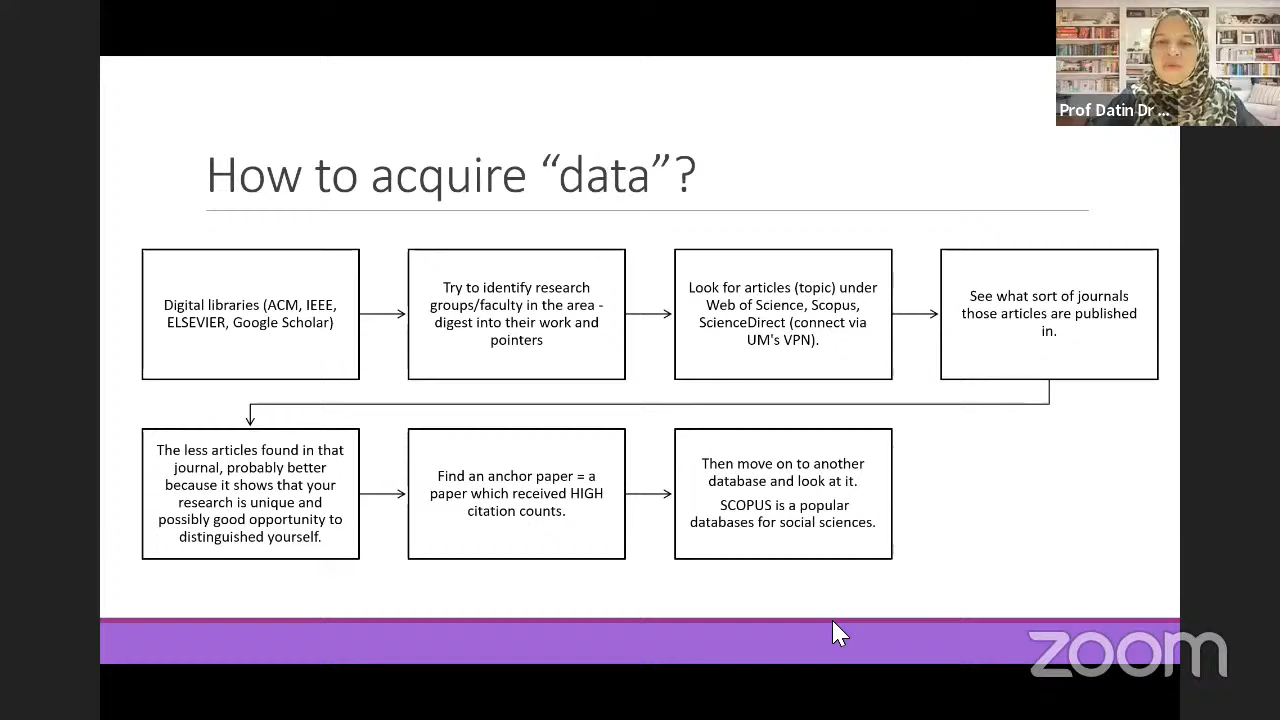 Prof Datin Dr ...
How to acquire “data”?
Digital libraries (ACM, IEEE,
ELSEVIER, Google Scholar)
Try to identify research
groups/faculty in the area -
digest into their work and
pointers
Look for articles (topic) under
Web of Science, Scopus,
ScienceDirect (connect via
UM's VPN).
See what sort of journals
those articles are published
in.
The less articles found in that
journal, probably better
because it shows that your
research is unique and
possibly good opportunity to
distinguished yourself.
Find an anchor paper = a
paper which received HIGH
citation counts.
Then move on to another
database and look at it.
SCOPUS is a popular
databases for social sciences.
zoom